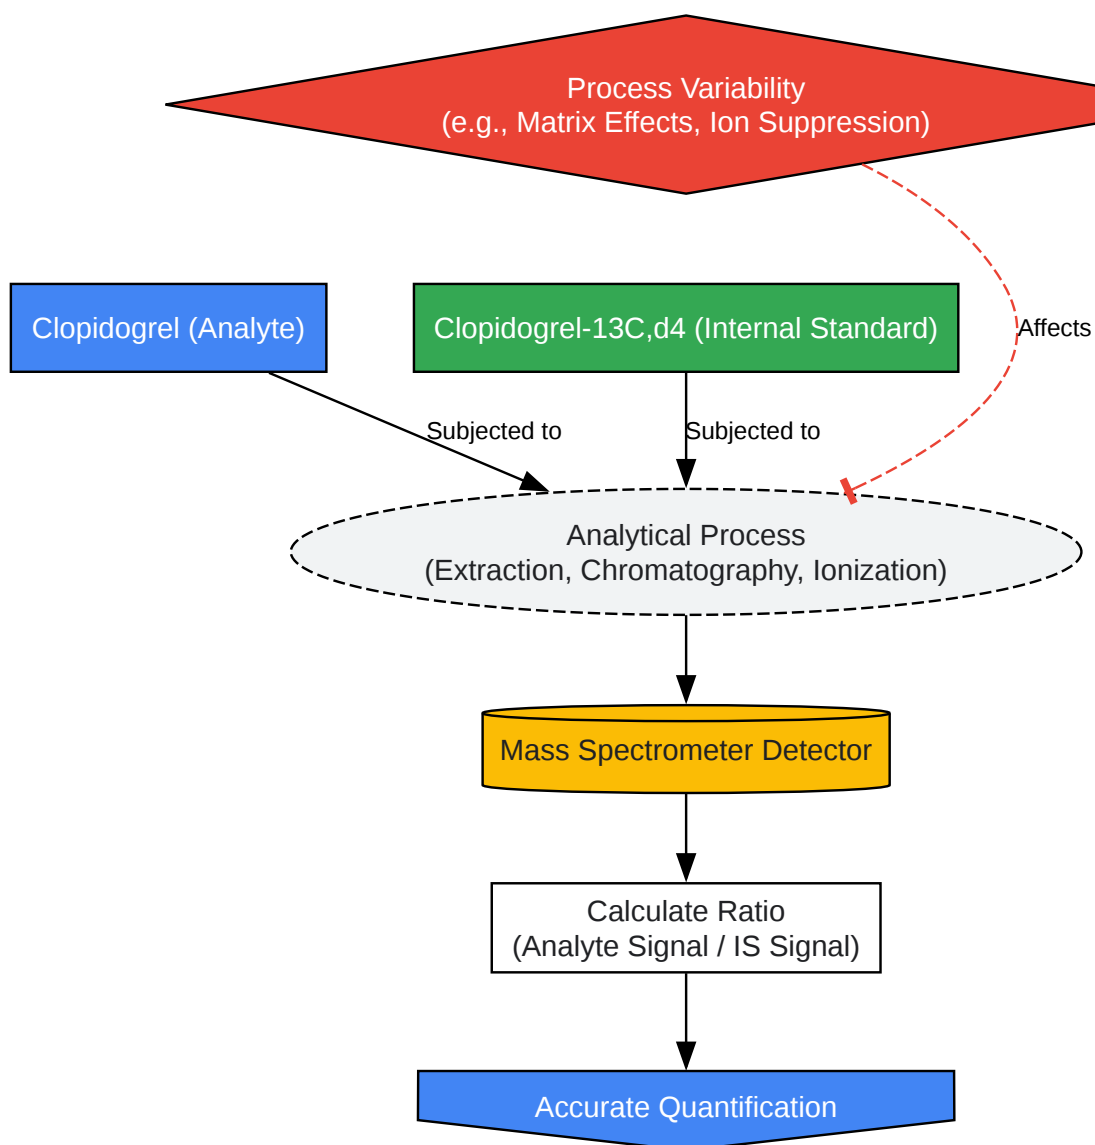 Process Variability
(e.g., Matrix Effects, Ion Suppression)
Clopidogrel (Analyte)
Clopidogrel-13C,d4 (Internal Standard)
Affects
Subjected to
Subjected to
Analytical Process
(Extraction, Chromatography, Ionization)
Mass Spectrometer Detector
Calculate Ratio
(Analyte Signal / IS Signal)
Accurate Quantification